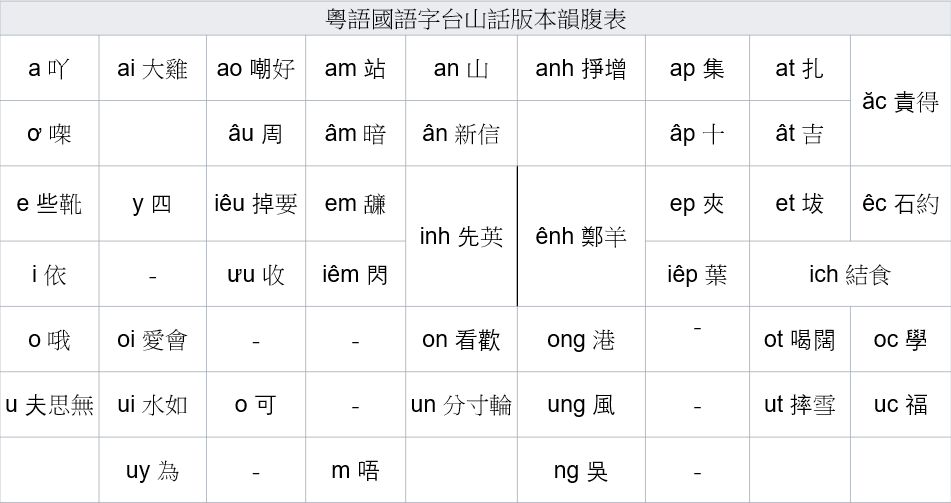 粵語國語字台山話版本韻腹表
a 吖 ai 大雞 ao 嘲好 am 站 an 山 anh 掙增 ap 集 at 扎 ăc 責得
ơ 㗎 âu 周 âm 暗 ân 新信 âp 十 ât 吉
e 些靴 y 四 iêu 掉要 em 鼸 inh 先英 ênh 鄭羊 ep 夾 et 坺 êc 石約
i 依 - ưu 收 iêm 閃 iêp 葉 ich 結食
o 哦 oi 愛會 - - on 看歡 ong 港 - ot 喝闊 oc 學
u 夫思無 ui 水如 o 可 - un 分寸輪 ung 風 - ut 摔雪 uc 福
uy 為 - m 唔 ng 吳 -